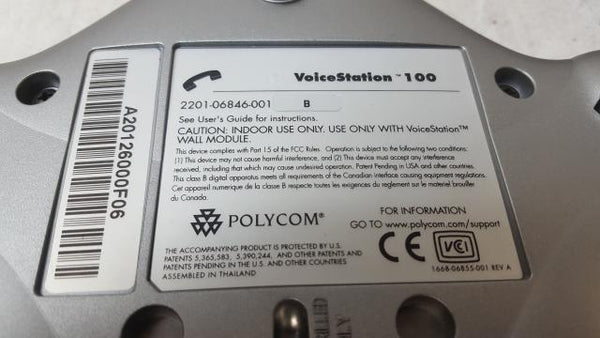 VoiceStation™ 100
2201-06846-001 B
See User's Guide for instructions.
CAUTION: INDOOR USE ONLY. USE ONLY WITH VoiceStation™
WALL MODULE.
This device complies with Part 15 of the FCC Rules. Operation is subject to the following two conditions:
(1) This device may not cause harmful interference, and (2) This device must accept any interference
received, including that which may cause undesired operation. Patent Pending in USA and other countries
This class B digital apparatus meets all requirements of the Canadian interface causing equipment regulations.
Cet appareil numerique de la classe B respecte toutes les exigences du reglement sur le materiel brouiller
du Canada.
POLYCOM®
FOR INFORMATION
GO TO www.polycom.com/support
THE ACCOMPANYING PRODUCT IS PROTECTED BY U.S.
PATENTS 5,365,583, 5,390,244, AND OTHER PATENTS AND
PATENTS PENDING IN THE U.S. AND OTHER COUNTRIES
ASSEMBLED IN THAILAND
CE VCI
1668-06855-001 REV A
A20126000F06